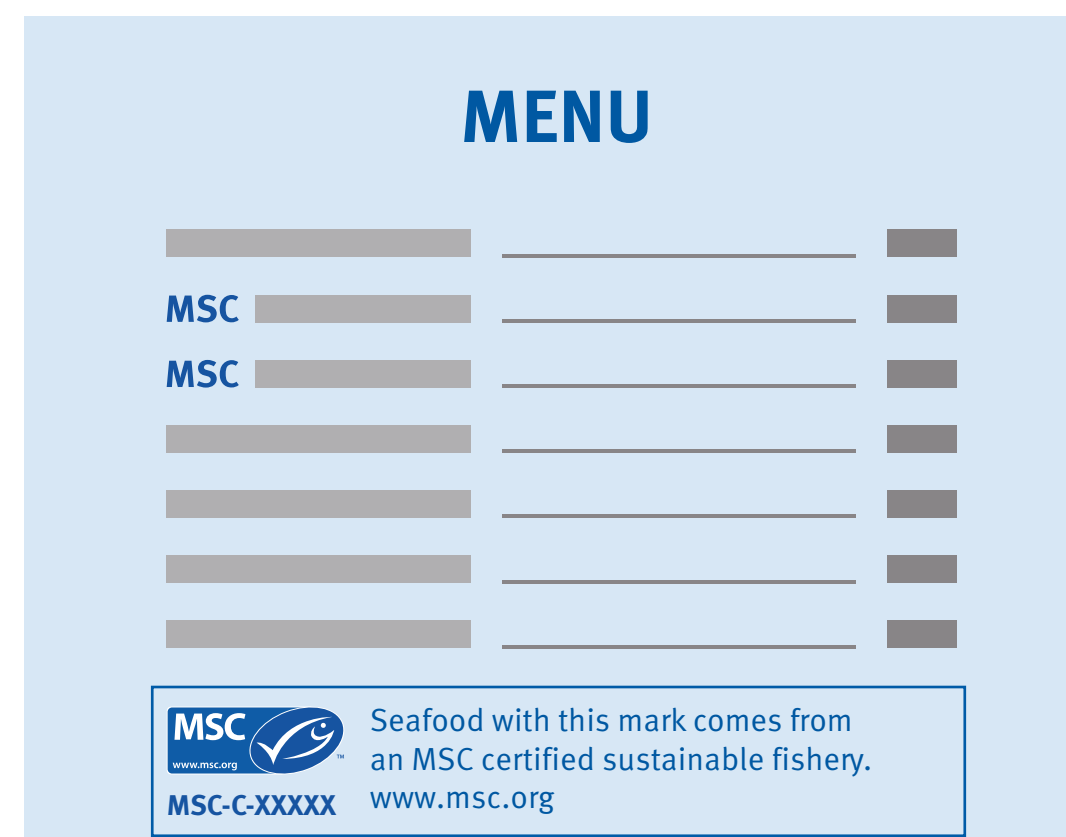 MENU
MSC
MSC
MSC
www.msc.org
™
MSC-C-XXXXX
Seafood with this mark comes from
an MSC certified sustainable fishery.
www.msc.org